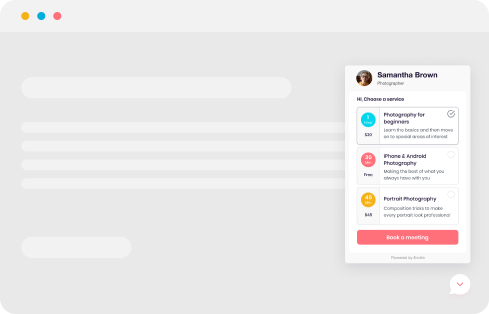 Samantha Brown
Photographer
Hi, Choose a service
1
Hour
$20
Photography for
beginners
Learn the basics and then move
on to special areas of interest
30
Min
Free
iPhone & Android
Photography
Making the best of what you
always have with you
45
Min
$45
Portrait Photography
Composition tricks to make
every portrait look professional
Book a meeting
Powered by